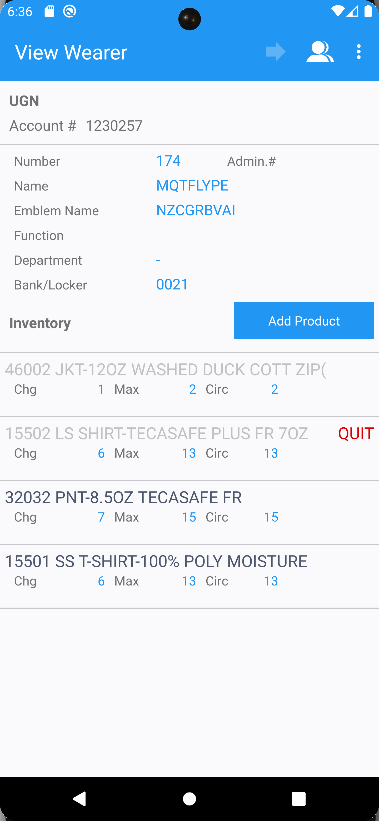 6:36
View Wearer
UGN
Account # 1230257
Number 174 Admin.#
Name MQTFLYPE
Emblem Name NZCGRBVAI
Function
Department -
Bank/Locker 0021
Inventory Add Product
46002 JKT-12OZ WASHED DUCK COTT ZIP(
Chg 1 Max 2 Circ 2
15502 LS SHIRT-TECASAFE PLUS FR 7OZ QUIT
Chg 6 Max 13 Circ 13
32032 PNT-8.5OZ TECASAFE FR
Chg 7 Max 15 Circ 15
15501 SS T-SHIRT-100% POLY MOISTURE
Chg 6 Max 13 Circ 13